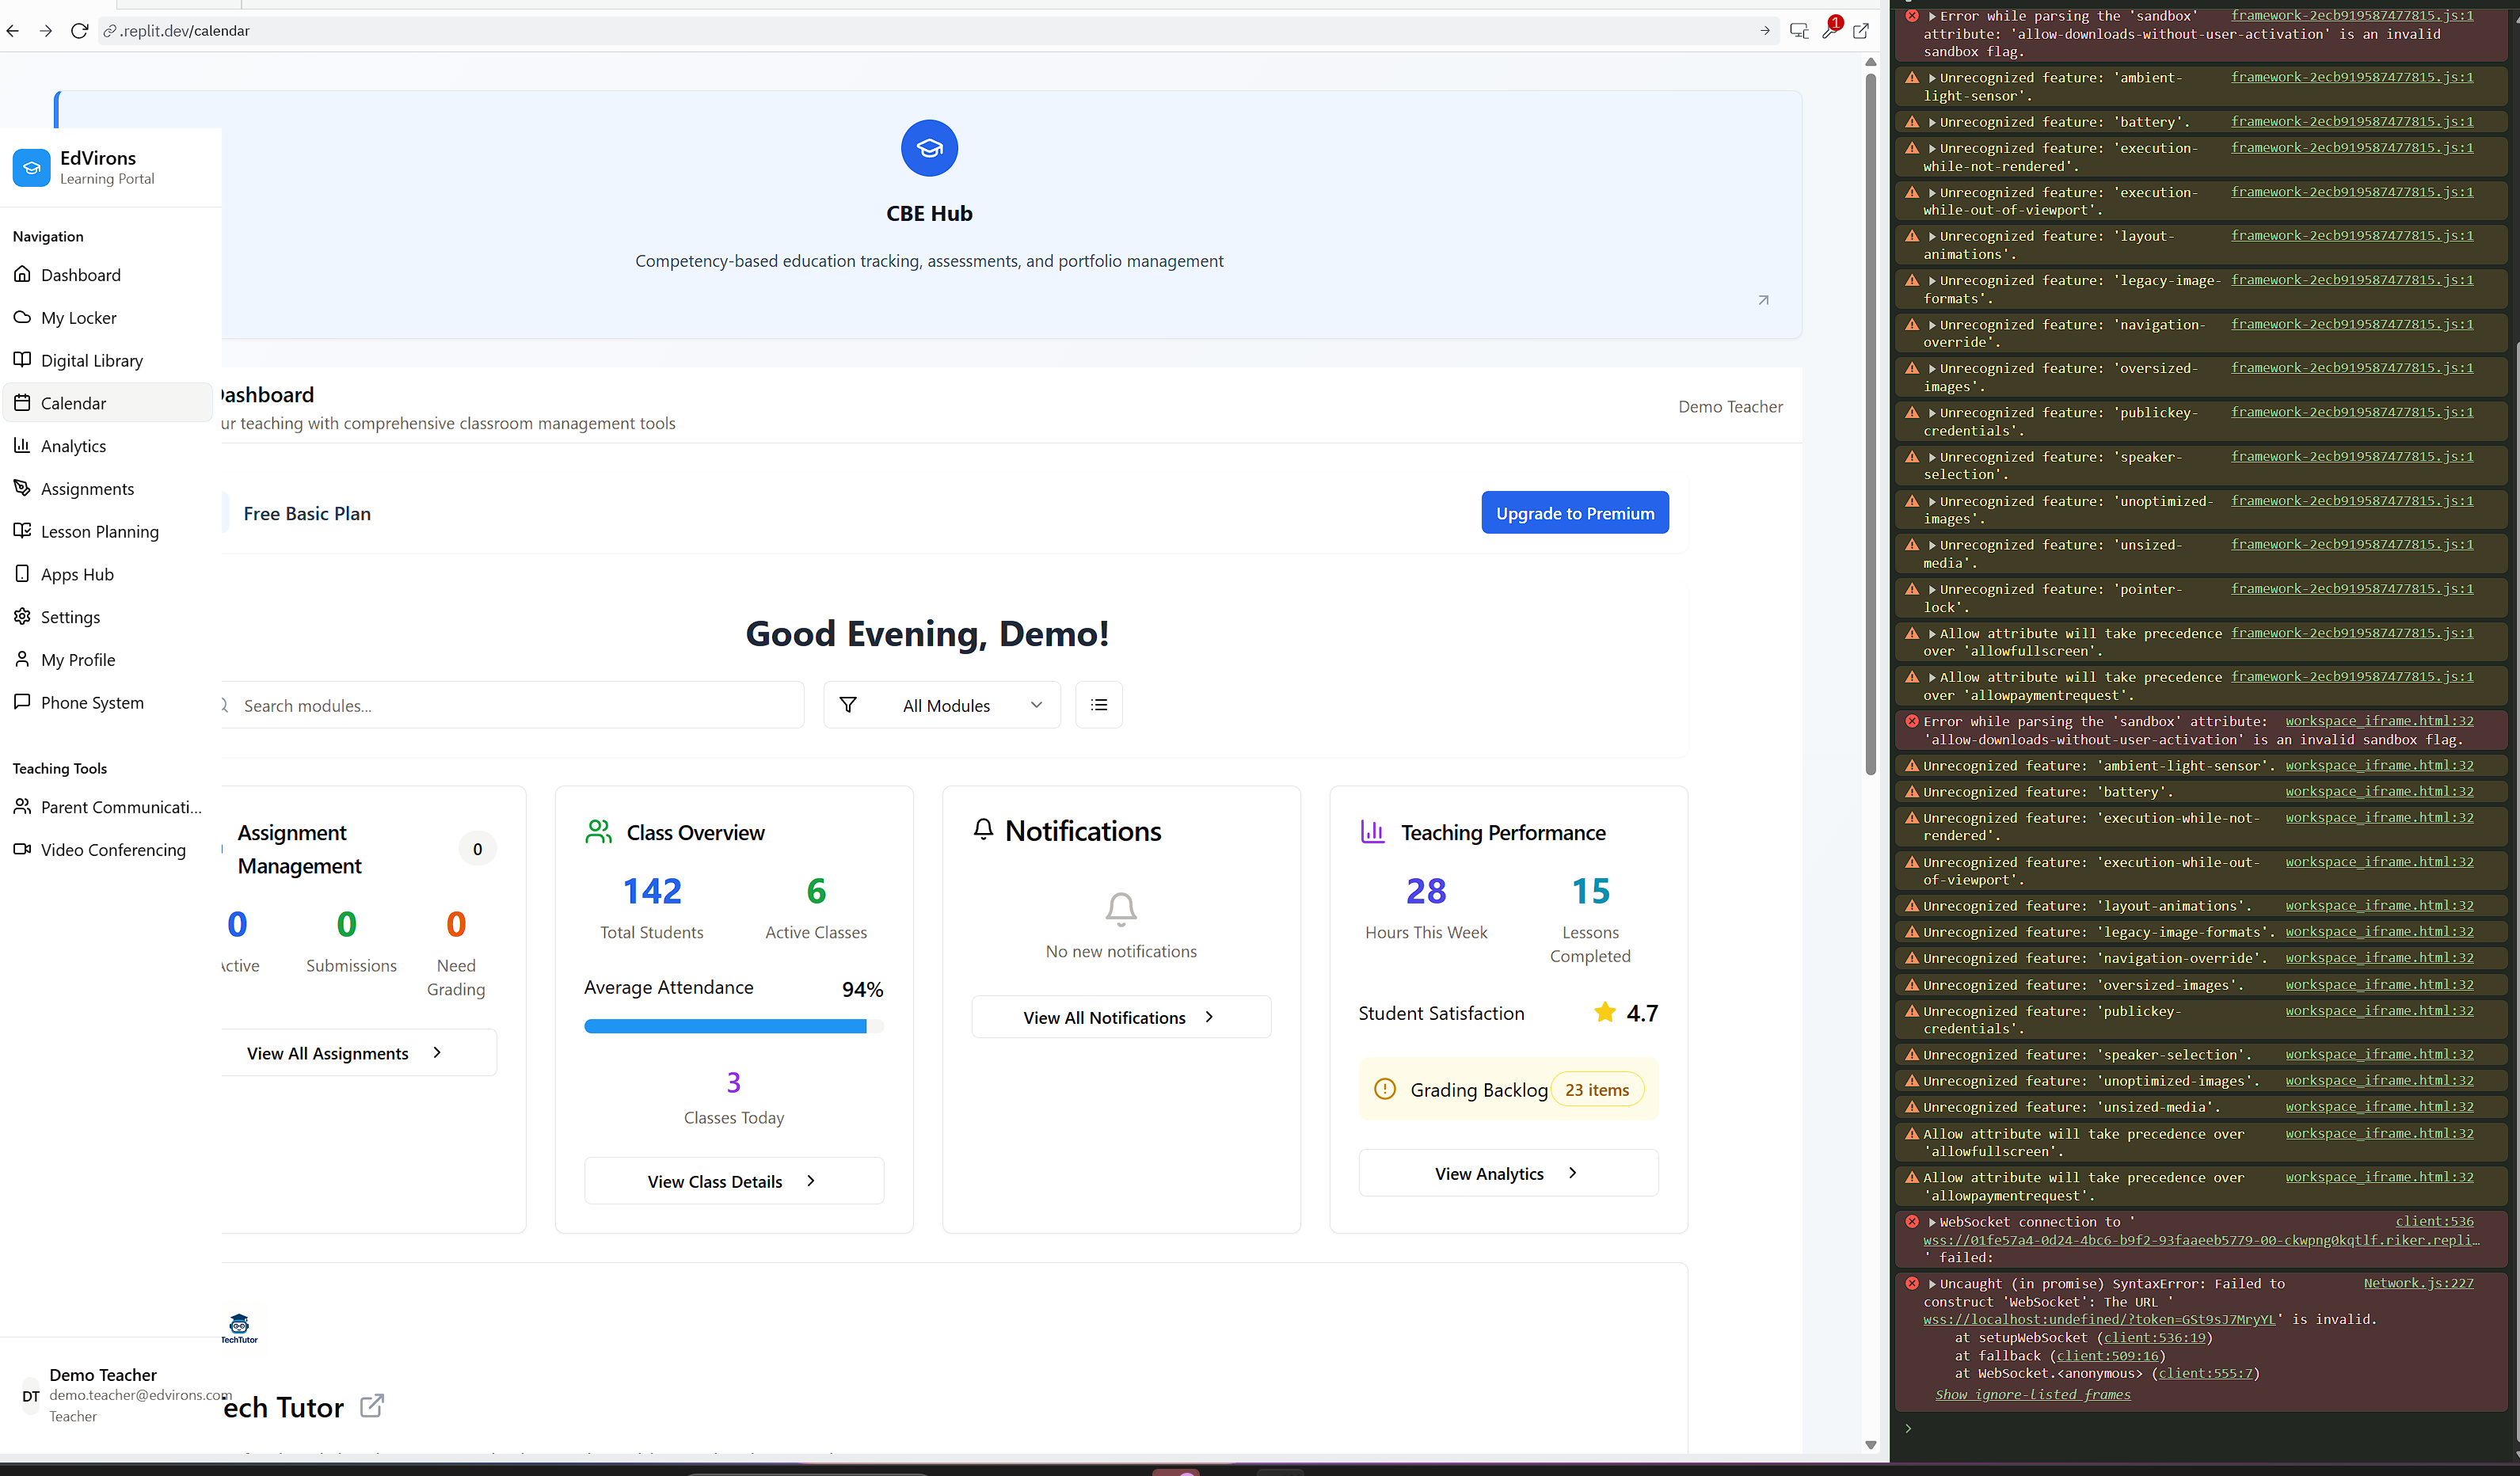 .replit.dev/calendar
1
EdVirons
Learning Portal
Navigation
Dashboard
My Locker
Digital Library
Calendar
Analytics
Assignments
Lesson Planning
Apps Hub
Settings
My Profile
Phone System
Teaching Tools
Parent Communicati...
Video Conferencing
DT
Demo Teacher
demo.teacher@edvirons.com
Teacher
CBE Hub
Competency-based education tracking, assessments, and portfolio management
ashboard
ur teaching with comprehensive classroom management tools
Demo Teacher
Free Basic Plan
Upgrade to Premium
Good Evening, Demo!
Search modules...
All Modules
Assignment
Management
0
0
0
0
ctive
Submissions
Need
Grading
View All Assignments
Class Overview
142
6
Total Students
Active Classes
Average Attendance
94%
3
Classes Today
View Class Details
Notifications
No new notifications
View All Notifications
Teaching Performance
28
15
Hours This Week
Lessons
Completed
Student Satisfaction
4.7
Grading Backlog
23 items
View Analytics
TechTutor
ech Tutor
Error while parsing the 'sandbox' framework-2ecb919587477815.js:1
attribute: 'allow-downloads-without-user-activation' is an invalid
sandbox flag.
Unrecognized feature: 'ambient- framework-2ecb919587477815.js:1
light-sensor'.
Unrecognized feature: 'battery'. framework-2ecb919587477815.js:1
Unrecognized feature: 'execution- framework-2ecb919587477815.js:1
while-not-rendered'.
Unrecognized feature: 'execution- framework-2ecb919587477815.js:1
while-out-of-viewport'.
Unrecognized feature: 'layout- framework-2ecb919587477815.js:1
animations'.
Unrecognized feature: 'legacy-image- framework-2ecb919587477815.js:1
formats'.
Unrecognized feature: 'navigation- framework-2ecb919587477815.js:1
override'.
Unrecognized feature: 'oversized- framework-2ecb919587477815.js:1
images'.
Unrecognized feature: 'publickey- framework-2ecb919587477815.js:1
credentials'.
Unrecognized feature: 'speaker- framework-2ecb919587477815.js:1
selection'.
Unrecognized feature: 'unoptimized- framework-2ecb919587477815.js:1
images'.
Unrecognized feature: 'unsized- framework-2ecb919587477815.js:1
media'.
Unrecognized feature: 'pointer- framework-2ecb919587477815.js:1
lock'.
Allow attribute will take precedence framework-2ecb919587477815.js:1
over 'allowfullscreen'.
Allow attribute will take precedence framework-2ecb919587477815.js:1
over 'allowpaymentrequest'.
Error while parsing the 'sandbox' attribute: workspace_iframe.html:32
'allow-downloads-without-user-activation' is an invalid sandbox flag.
Unrecognized feature: 'ambient-light-sensor'. workspace_iframe.html:32
Unrecognized feature: 'battery'. workspace_iframe.html:32
Unrecognized feature: 'execution-while-not- workspace_iframe.html:32
rendered'.
Unrecognized feature: 'execution-while-out- workspace_iframe.html:32
of-viewport'.
Unrecognized feature: 'layout-animations'. workspace_iframe.html:32
Unrecognized feature: 'legacy-image-formats'. workspace_iframe.html:32
Unrecognized feature: 'navigation-override'. workspace_iframe.html:32
Unrecognized feature: 'oversized-images'. workspace_iframe.html:32
Unrecognized feature: 'publickey- workspace_iframe.html:32
credentials'.
Unrecognized feature: 'speaker-selection'. workspace_iframe.html:32
Unrecognized feature: 'unoptimized-images'. workspace_iframe.html:32
Unrecognized feature: 'unsized-media'. workspace_iframe.html:32
Allow attribute will take precedence over workspace_iframe.html:32
'allowfullscreen'.
Allow attribute will take precedence over workspace_iframe.html:32
'allowpaymentrequest'.
WebSocket connection to ' client:536
wss://01fe57a4-0d24-4bc6-b9f2-93faaeeb5779-00-ckwpng0kqtlf.riker.repli…
' failed:
Uncaught (in promise) SyntaxError: Failed to Network.js:227
construct 'WebSocket': The URL '
wss://localhost:undefined/?token=GSt9sJ7MryYL' is invalid.
at setupWebSocket (client:536:19)
at fallback (client:509:16)
at WebSocket.<anonymous> (client:555:7)
Show ignore-listed frames